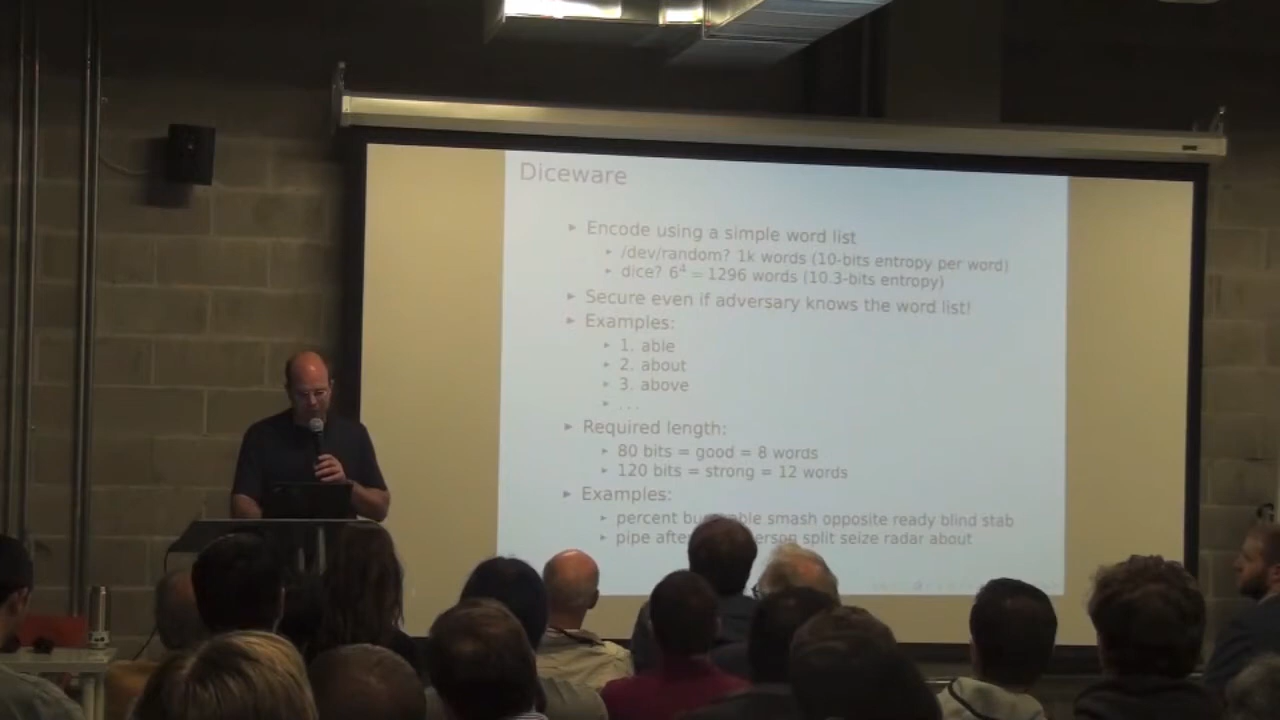 Diceware
▸ Encode using a simple word list
▸ /dev/random? 1k words (10-bits entropy per word)
▸ dice? 6⁴ = 1296 words (10.3-bits entropy)
▸ Secure even if adversary knows the word list!
▸ Examples:
▸ 1. able
▸ 2. about
▸ 3. above
▸ ...
▸ Required length:
▸ 80 bits = good = 8 words
▸ 120 bits = strong = 12 words
▸ Examples:
▸ percent smash opposite ready blind stab
▸ pipe split seize radar about